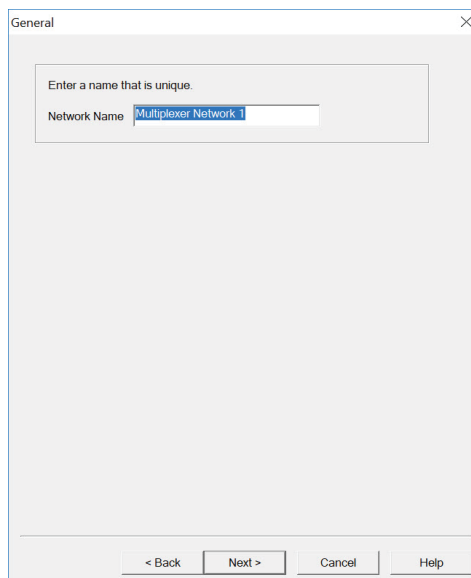 General
Enter a name that is unique.
Network Name Multiplexer Network 1
< Back Next > Cancel Help